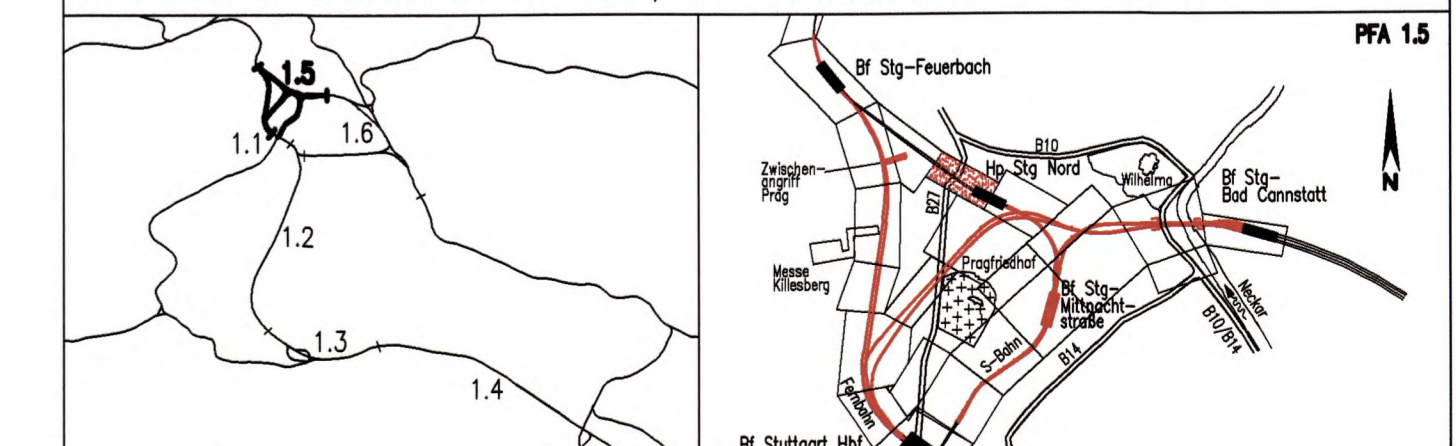 1.5
1.1
1.6
1.2
1.3
1.4
PFA 1.5
Bf Stg-Feuerbach
B10
Zwischen-
angriff
Prag
Hp Stg Nord
Wilhelma
Bf Stg-
Bad Cannstatt
N
B27
Messe
Killesberg
Pragfriedhof
Bf Stg-
Mittnacht-
straße
Neckar
B10/B14
S-Bahn
B14
Fernbahn
Bf Stuttgart Hbf